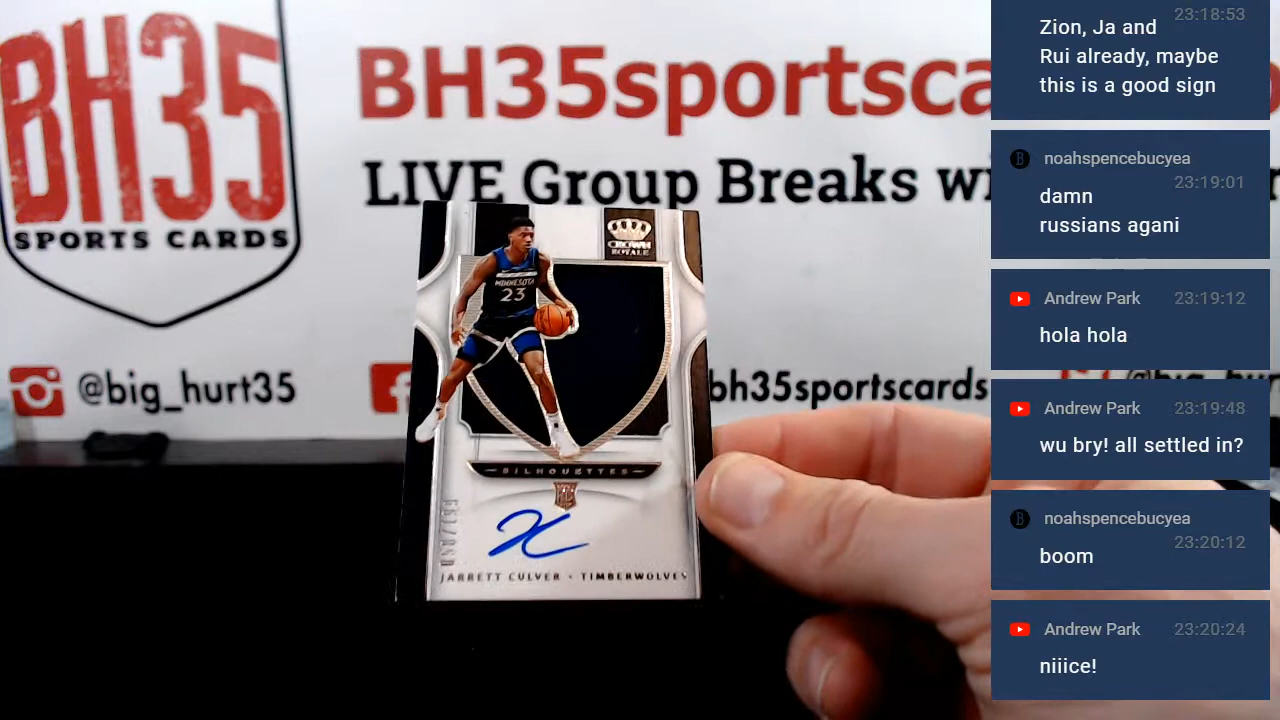 BH35
SPORTS CARDS
BH35sportsca
LIVE Group Breaks wi
@big_hurt35
bh35sportscards
CROWN
ROYALE
MINNESOTA
23
SILHOUETTES
RC
JARRETT CULVER • TIMBERWOLVES
23:18:53
Zion, Ja and
Rui already, maybe
this is a good sign
noahspencebucyea
23:19:01
damn
russians agani
Andrew Park 23:19:12
hola hola
Andrew Park 23:19:48
wu bry! all settled in?
noahspencebucyea
23:20:12
boom
Andrew Park 23:20:24
niiice!